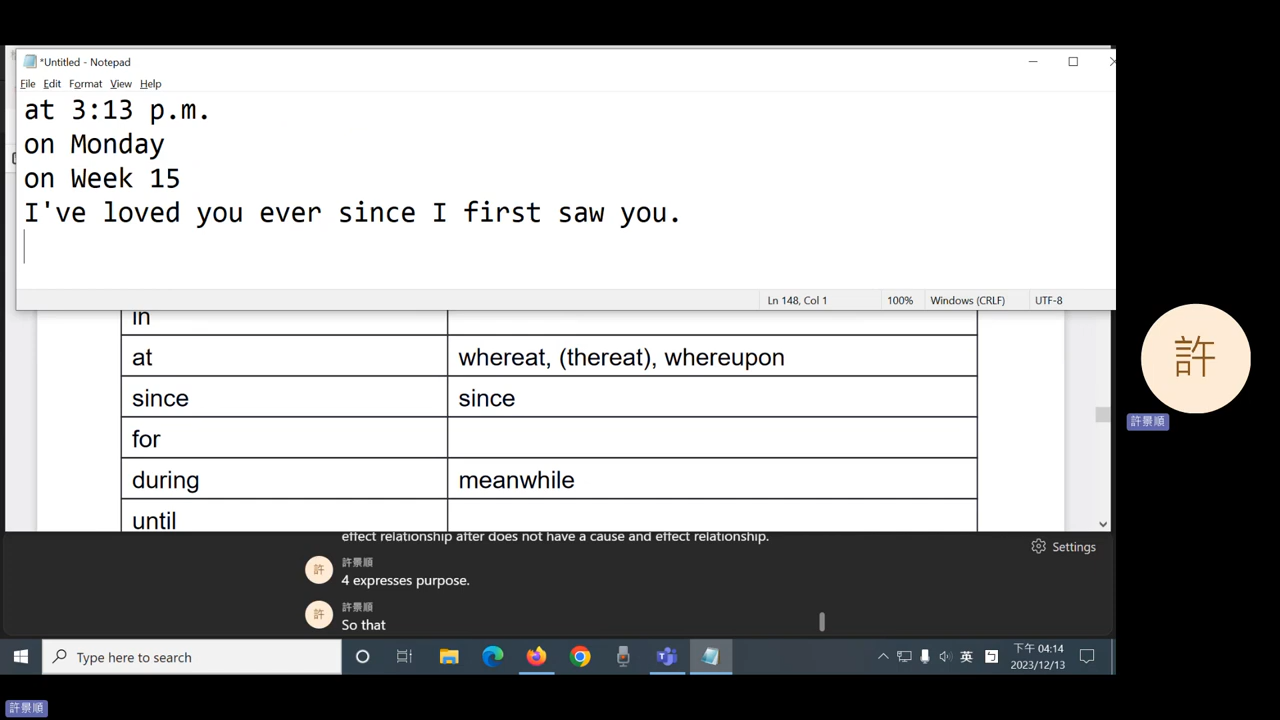 *Untitled - Notepad
File Edit Format View Help
at 3:13 p.m.
on Monday
on Week 15
I've loved you ever since I first saw you.
Ln 148, Col 1 100% Windows (CRLF) UTF-8
in
at whereat, (thereat), whereupon
since since
for
during meanwhile
until
effect relationship after does not have a cause and effect relationship.
Settings
許 許景順
4 expresses purpose.
許 許景順
So that
許
許景順
Type here to search
英
下午 04:14
2023/12/13
許景順